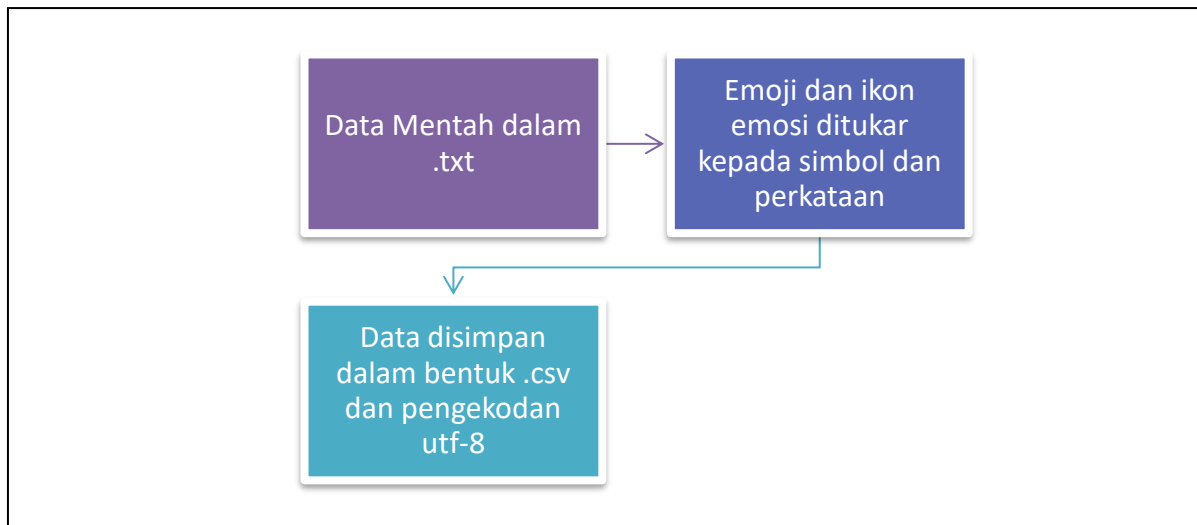 Data Mentah dalam
.txt
Emoji dan ikon
emosi ditukar
kepada simbol dan
perkataan
Data disimpan
dalam bentuk .csv
dan pengekodan
utf-8